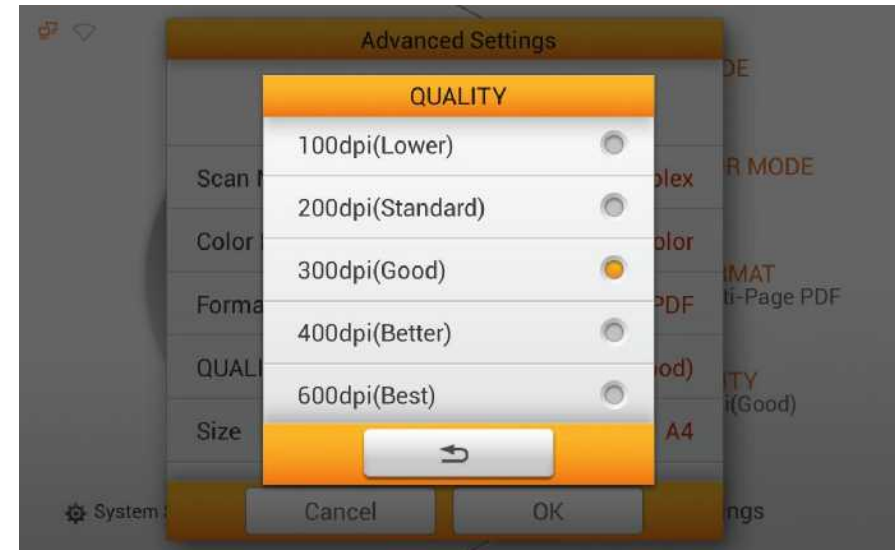 Advanced Settings
QUALITY
100dpi(Lower)
200dpi(Standard)
300dpi(Good)
400dpi(Better)
600dpi(Best)
Scan
Color
QUALI
Size
A4
PDF
R MODE
ti-Page PDF
i(Good)
System
Cancel
OK
ngs